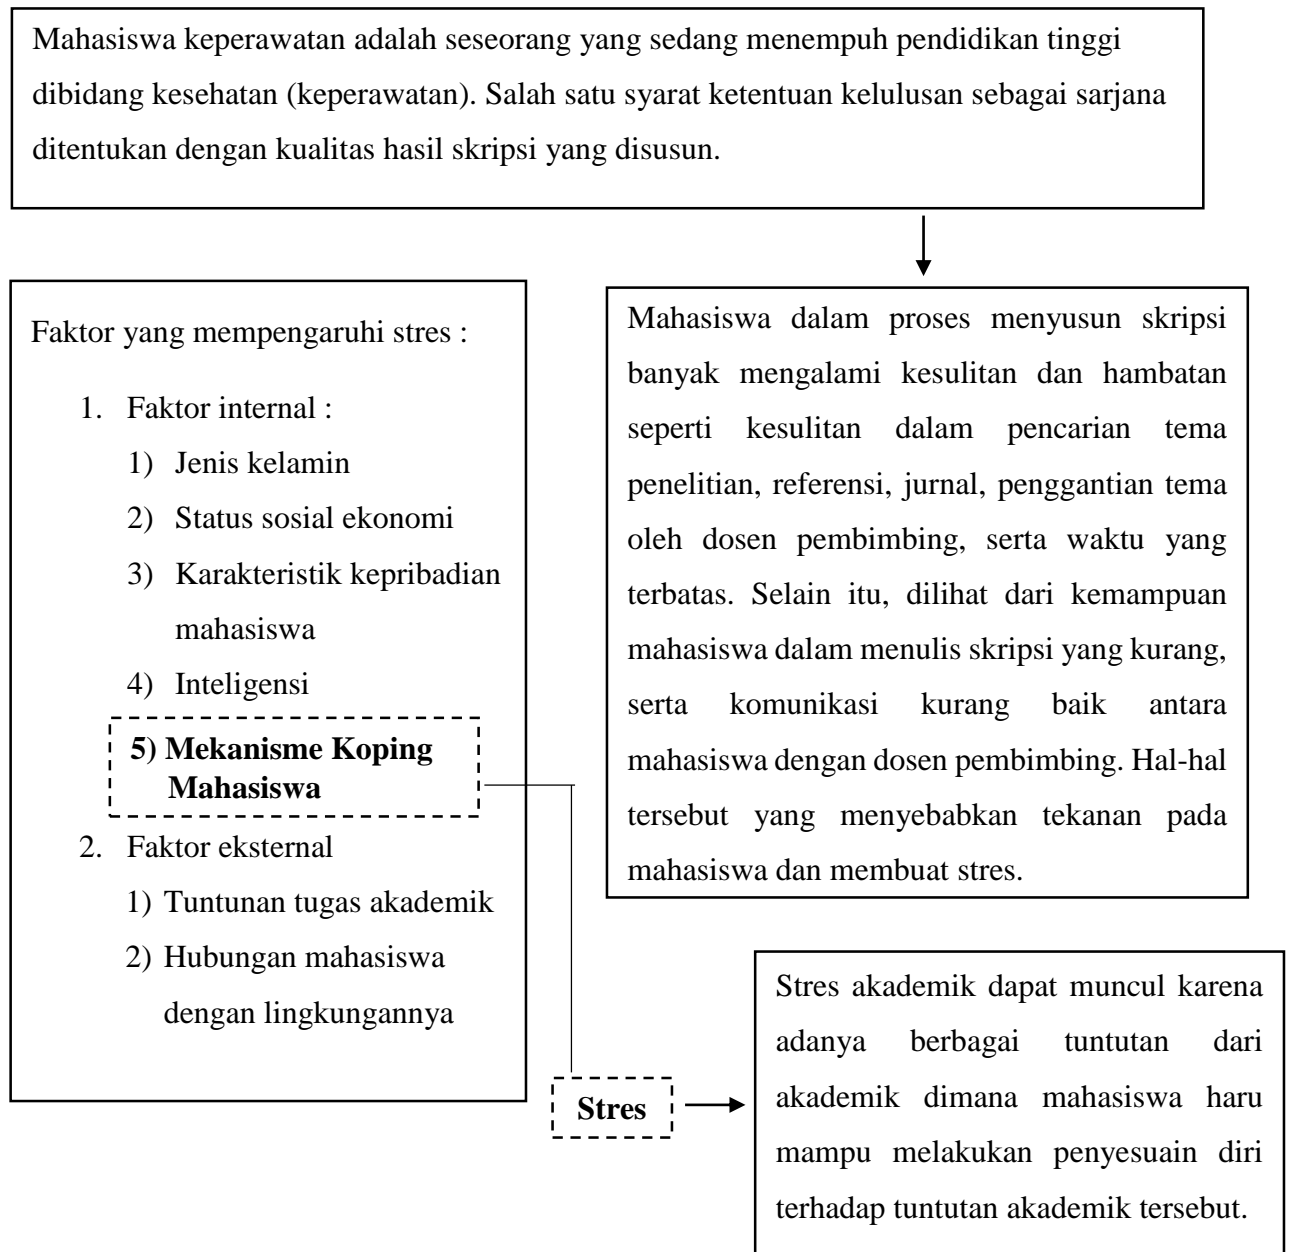 Mahasiswa keperawatan adalah seseorang yang sedang menempuh pendidikan tinggi
dibidang kesehatan (keperawatan). Salah satu syarat ketentuan kelulusan sebagai sarjana
ditentukan dengan kualitas hasil skripsi yang disusun.
Faktor yang mempengaruhi stres :
1. Faktor internal :
1) Jenis kelamin
2) Status sosial ekonomi
3) Karakteristik kepribadian
mahasiswa
4) Inteligensi
5) Mekanisme Koping
Mahasiswa
2. Faktor eksternal
1) Tuntunan tugas akademik
2) Hubungan mahasiswa
dengan lingkungannya
Mahasiswa dalam proses menyusun skripsi
banyak mengalami kesulitan dan hambatan
seperti kesulitan dalam pencarian tema
penelitian, referensi, jurnal, penggantian tema
oleh dosen pembimbing, serta waktu yang
terbatas. Selain itu, dilihat dari kemampuan
mahasiswa dalam menulis skripsi yang kurang,
serta komunikasi kurang baik antara
mahasiswa dengan dosen pembimbing. Hal-hal
tersebut yang menyebabkan tekanan pada
mahasiswa dan membuat stres.
Stres
Stres akademik dapat muncul karena
adanya berbagai tuntutan dari
akademik dimana mahasiswa haru
mampu melakukan penyesuain diri
terhadap tuntutan akademik tersebut.